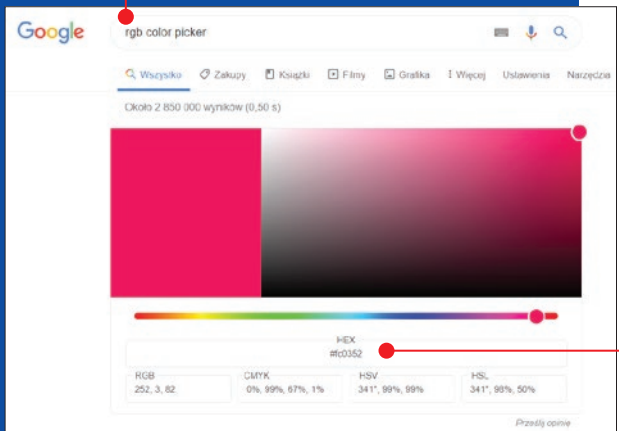 Google
rgb color picker
Wszystko Zakupy Książki Filmy Grafika Więcej Ustawienia Narzędzia
Około 2 850 000 wyników (0,50 s)
HEX
#fc0352
RGB CMYK HSV HSL
252, 3, 82 0%, 99%, 67%, 1% 341°, 99%, 99% 341°, 98%, 50%
Prześlij opinie